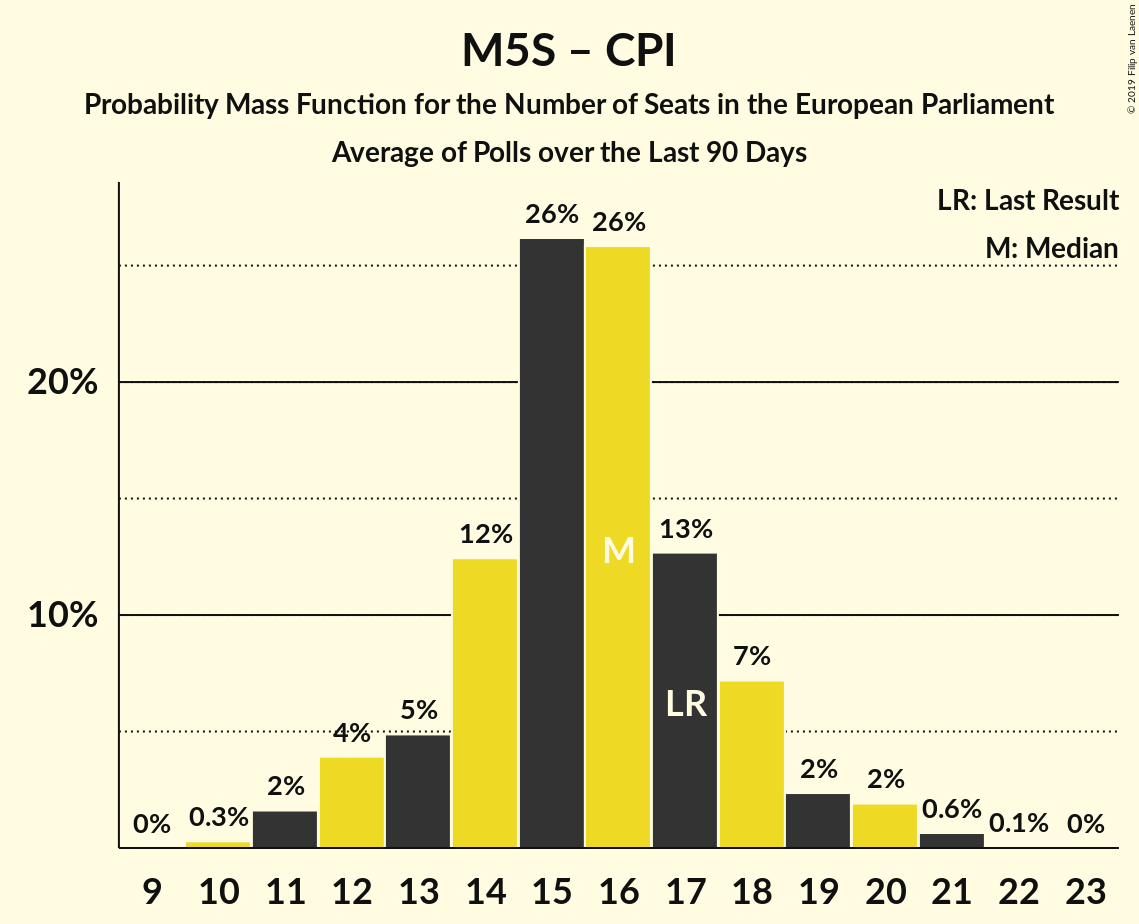 M5S – CPI
Probability Mass Function for the Number of Seats in the European Parliament
Average of Polls over the Last 90 Days
© 2019 Filip van Laenen
LR: Last Result
M: Median
26% 26%
20%
13%
12%
M
10%
7%
LR
5%
4%
2% 2% 2%
0% 0.3% 0.6% 0.1% 0%
9 10 11 12 13 14 15 16 17 18 19 20 21 22 23